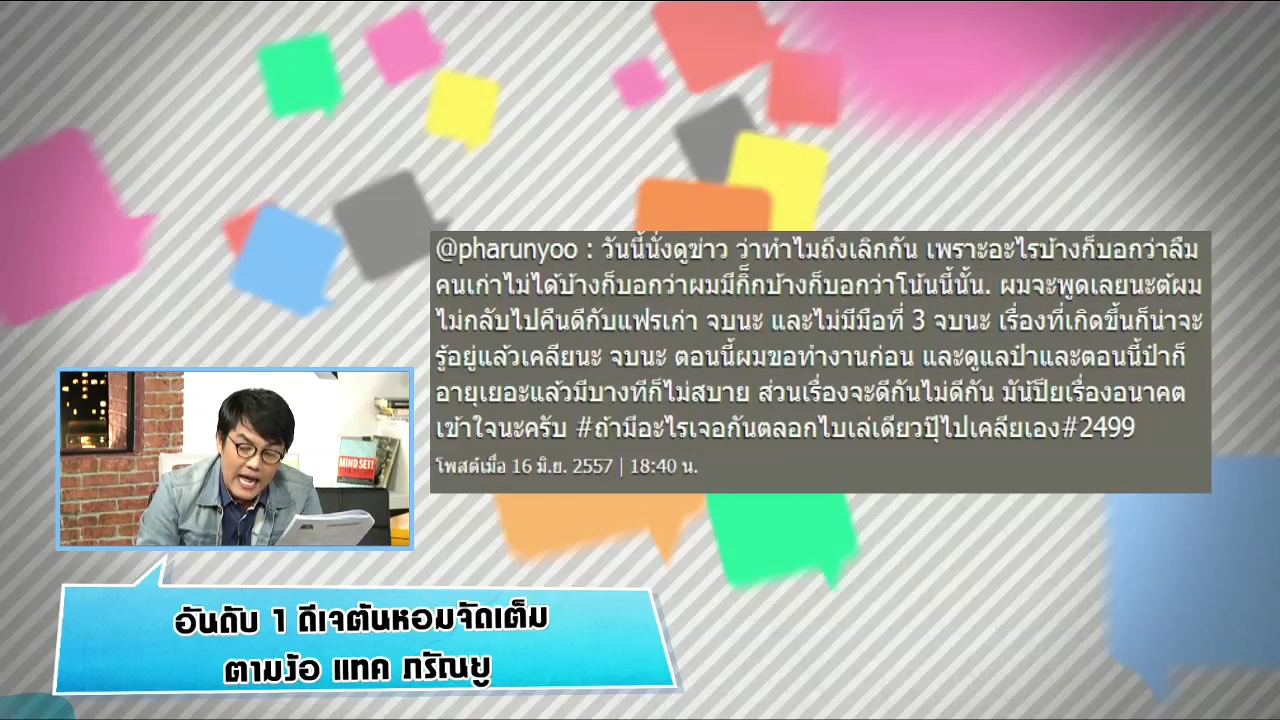 @pharunyoo : วันนี้นั่งดูข่าว ว่าทำไมถึงเลิกกัน เพราะอะไรบ้างก็บอกว่าลืม
คนเก่าไม่ได้บ้างก็บอกว่าผมมีกิ๊กบ้างก็บอกว่าโน้นนี้นั้น. ผมจะพูดเลยนะต้ผม
ไม่กลับไปคืนดีกับแฟรเก่า จบนะ และไม่มีมือที่ 3 จบนะ เรื่องที่เกิดขึ้นก็น่าจะ
รู้อยู่แล้วเคลียนะ จบนะ ตอนนี้ผมขอทำงานก่อน และดูแลป๋าและตอนนี้ป๋าก็
อายุเยอะแล้วมีบางทีก็ไม่สบาย ส่วนเรื่องจะดีกันไม่ดีกัน มันป็ยเรื่องอนาคต
เข้าใจนะครับ #ถ้ามีอะไรเจอกันตลอกไบเล่เดียวปุ๊ไปเคลียเอง#2499
โพสต์เมื่อ 16 มิ.ย. 2557 | 18:40 น.
MIND SET!
อันดับ 1 ดีเจต้นหอมจัดเต็ม
ตามง้อ แทค ภรัณยู